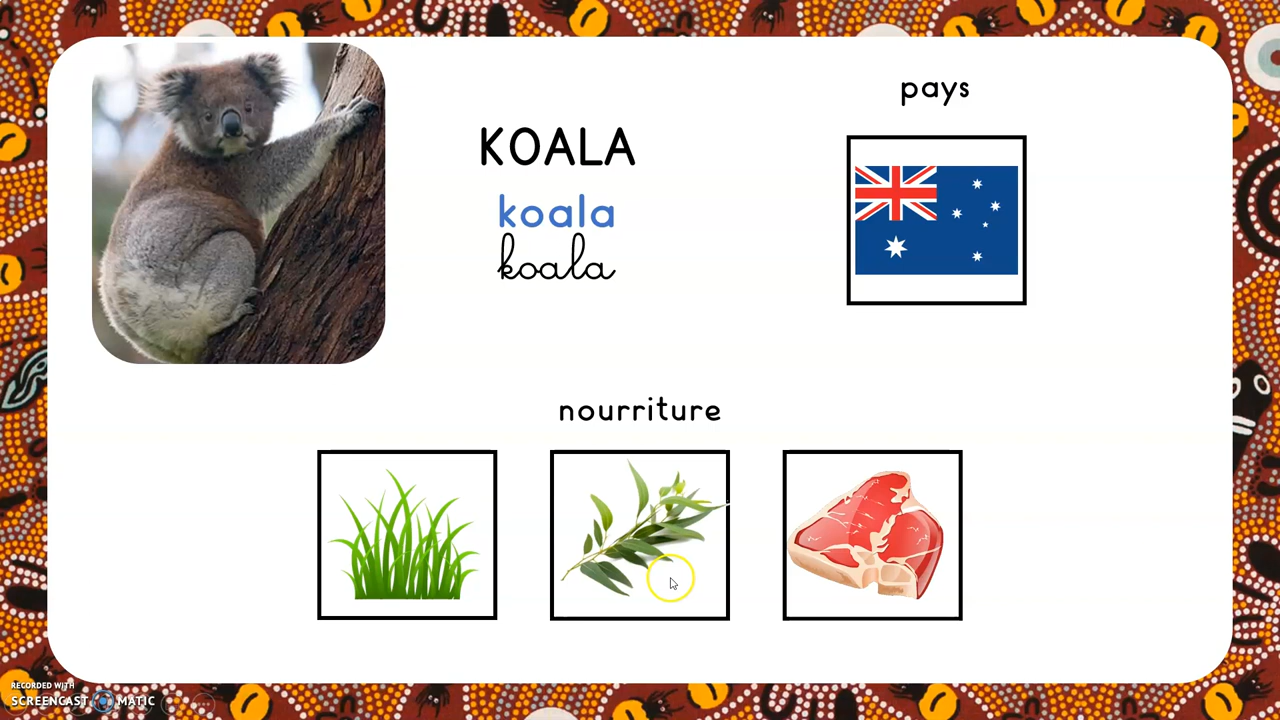 pays
KOALA
koala
koala
nourriture
RECORDED WITH
SCREENCAST MATIC